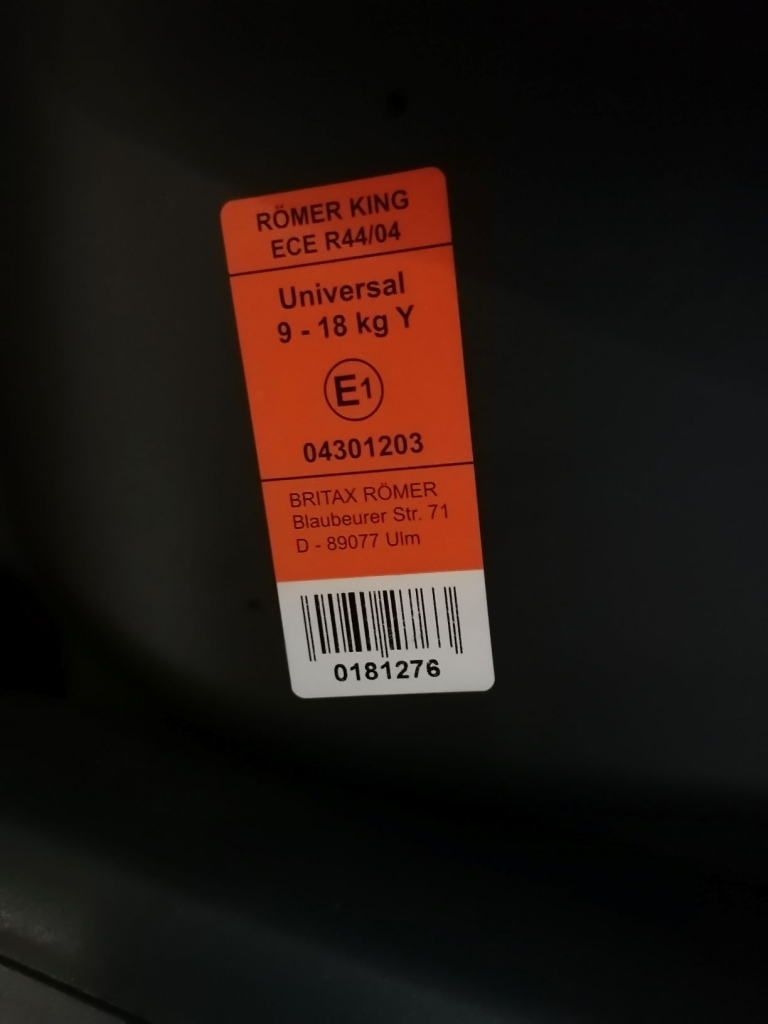 RÖMER KING
ECE R44/04
Universal
9 - 18 kg Y
E1
04301203
BRITAX RÖMER
Blaubeurer Str. 71
D - 89077 Ulm
0181276